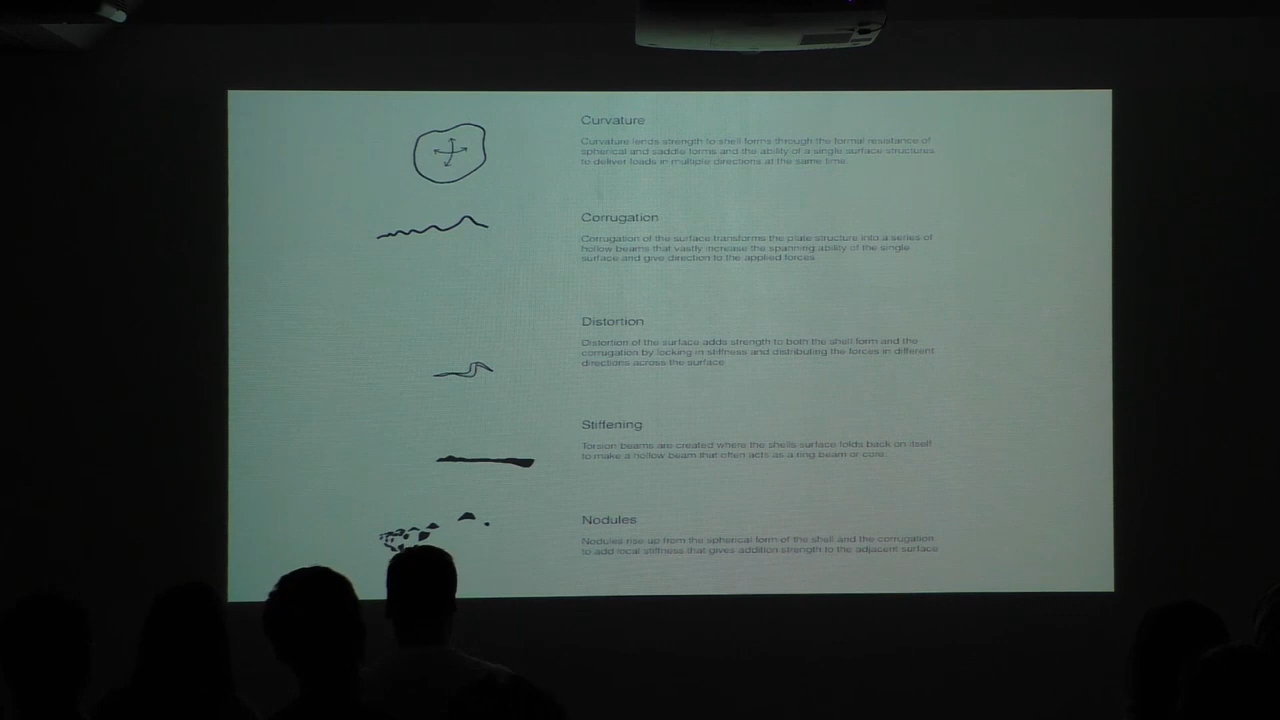 Curvature
Curvature lends strength to shell forms through the formal resistance of
spherical and saddle forms and the ability of a single surface structures
to deliver loads in multiple directions at the same time.
Corrugation
Corrugation of the surface transforms the plate structure into a series of
hollow beams that vastly increase the spanning ability of the single
surface and give direction to the applied forces
Distortion
Distortion of the surface adds strength to both the shell form and the
corrugation by locking in stiffness and distributing the forces in different
directions across the surface
Stiffening
Torsion beams are created where the shells surface folds back on itself
to make a hollow beam that often acts as a ring beam or core.
Nodules
Nodules rise up from the spherical form of the shell and the corrugation
to add local stiffness that gives addition strength to the adjacent surface